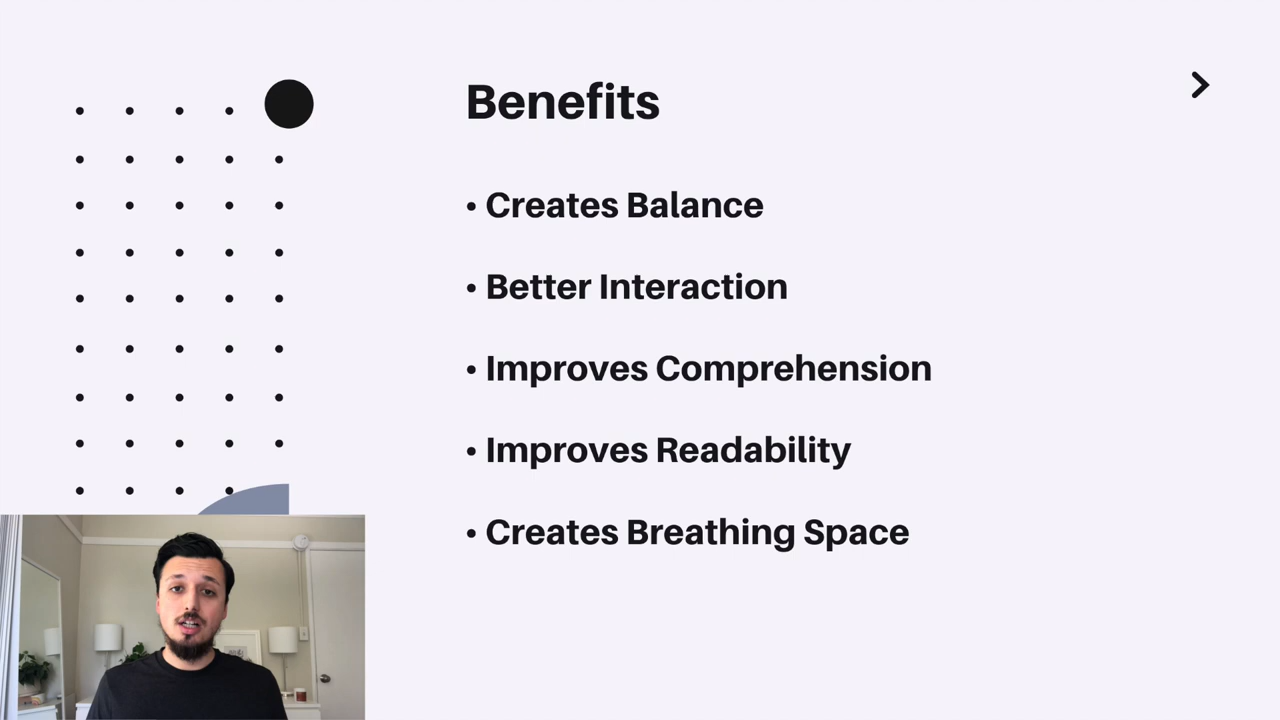 Benefits
• Creates Balance
• Better Interaction
• Improves Comprehension
• Improves Readability
• Creates Breathing Space